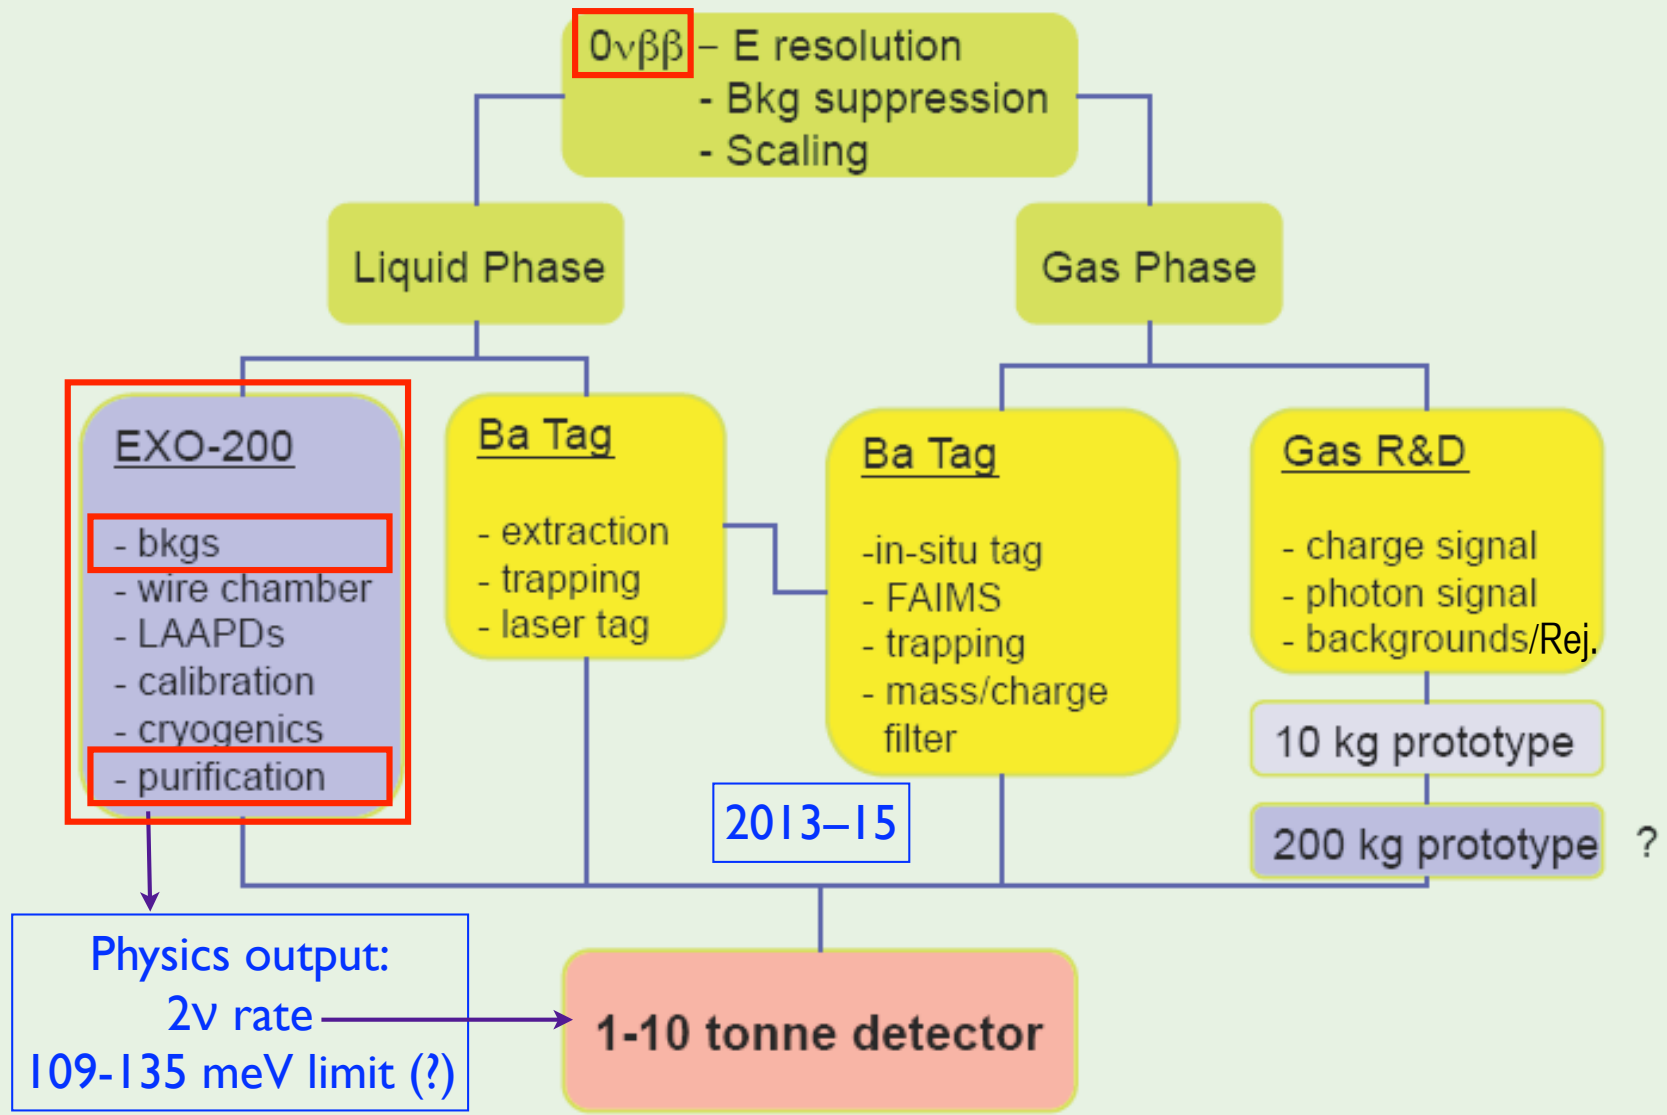 0νββ – E resolution
- Bkg suppression
- Scaling
Liquid Phase
Gas Phase
EXO-200
- bkgs
- wire chamber
- LAAPDs
- calibration
- cryogenics
- purification
Ba Tag
- extraction
- trapping
- laser tag
Ba Tag
-in-situ tag
- FAIMS
- trapping
- mass/charge
filter
Gas R&D
- charge signal
- photon signal
- backgrounds/Rej.
10 kg prototype
200 kg prototype ?
2013–15
Physics output:
2ν rate
109-135 meV limit (?)
1-10 tonne detector